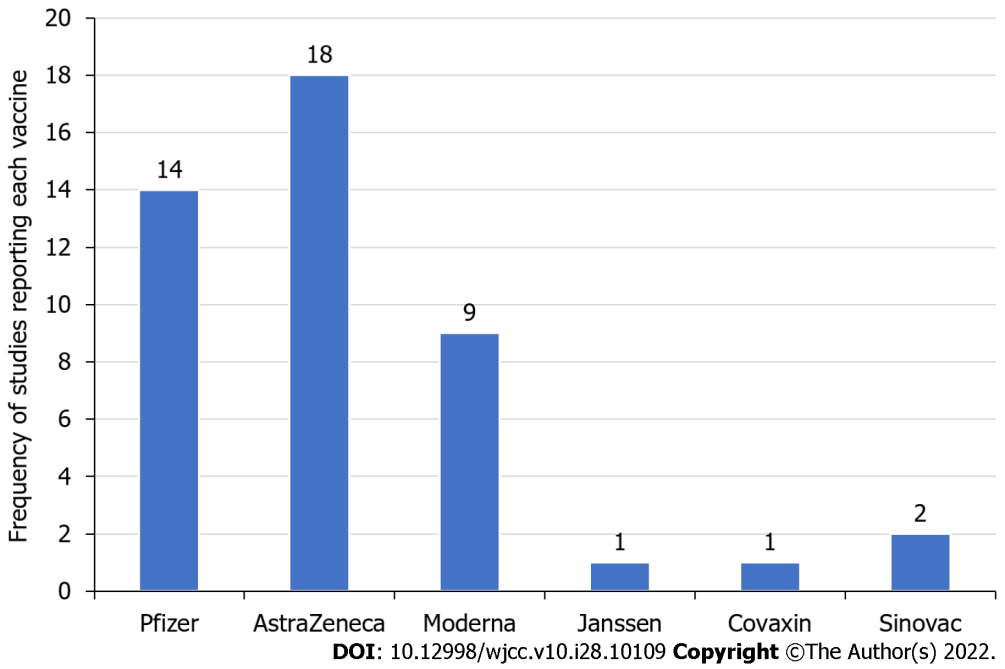 Frequency of studies reporting each vaccine
20
18
16
14
12
10
8
6
4
2
0
14
18
9
1
1
2
Pfizer
AstraZeneca
Moderna
Janssen
Covaxin
Sinovac
DOI: 10.12998/wjcc.v10.i28.10109 Copyright ©The Author(s) 2022.